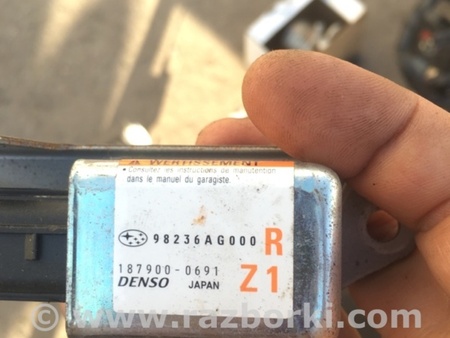 AVERTISSEMENT
• Consultez les instructions de manutention
dans le manuel du garagiste.
98236AG000 R
187900-0691 Z1
DENSO JAPAN
© www.razborki.com